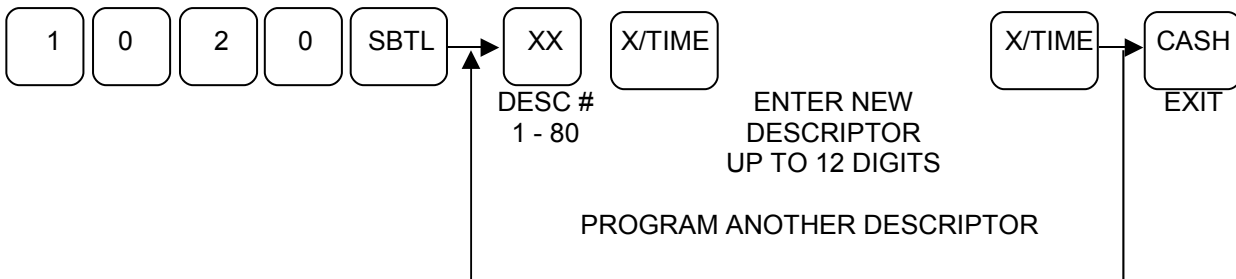 1 0 2 0 SBTL XX X/TIME X/TIME CASH
DESC # ENTER NEW EXIT
1 - 80 DESCRIPTOR
UP TO 12 DIGITS
PROGRAM ANOTHER DESCRIPTOR